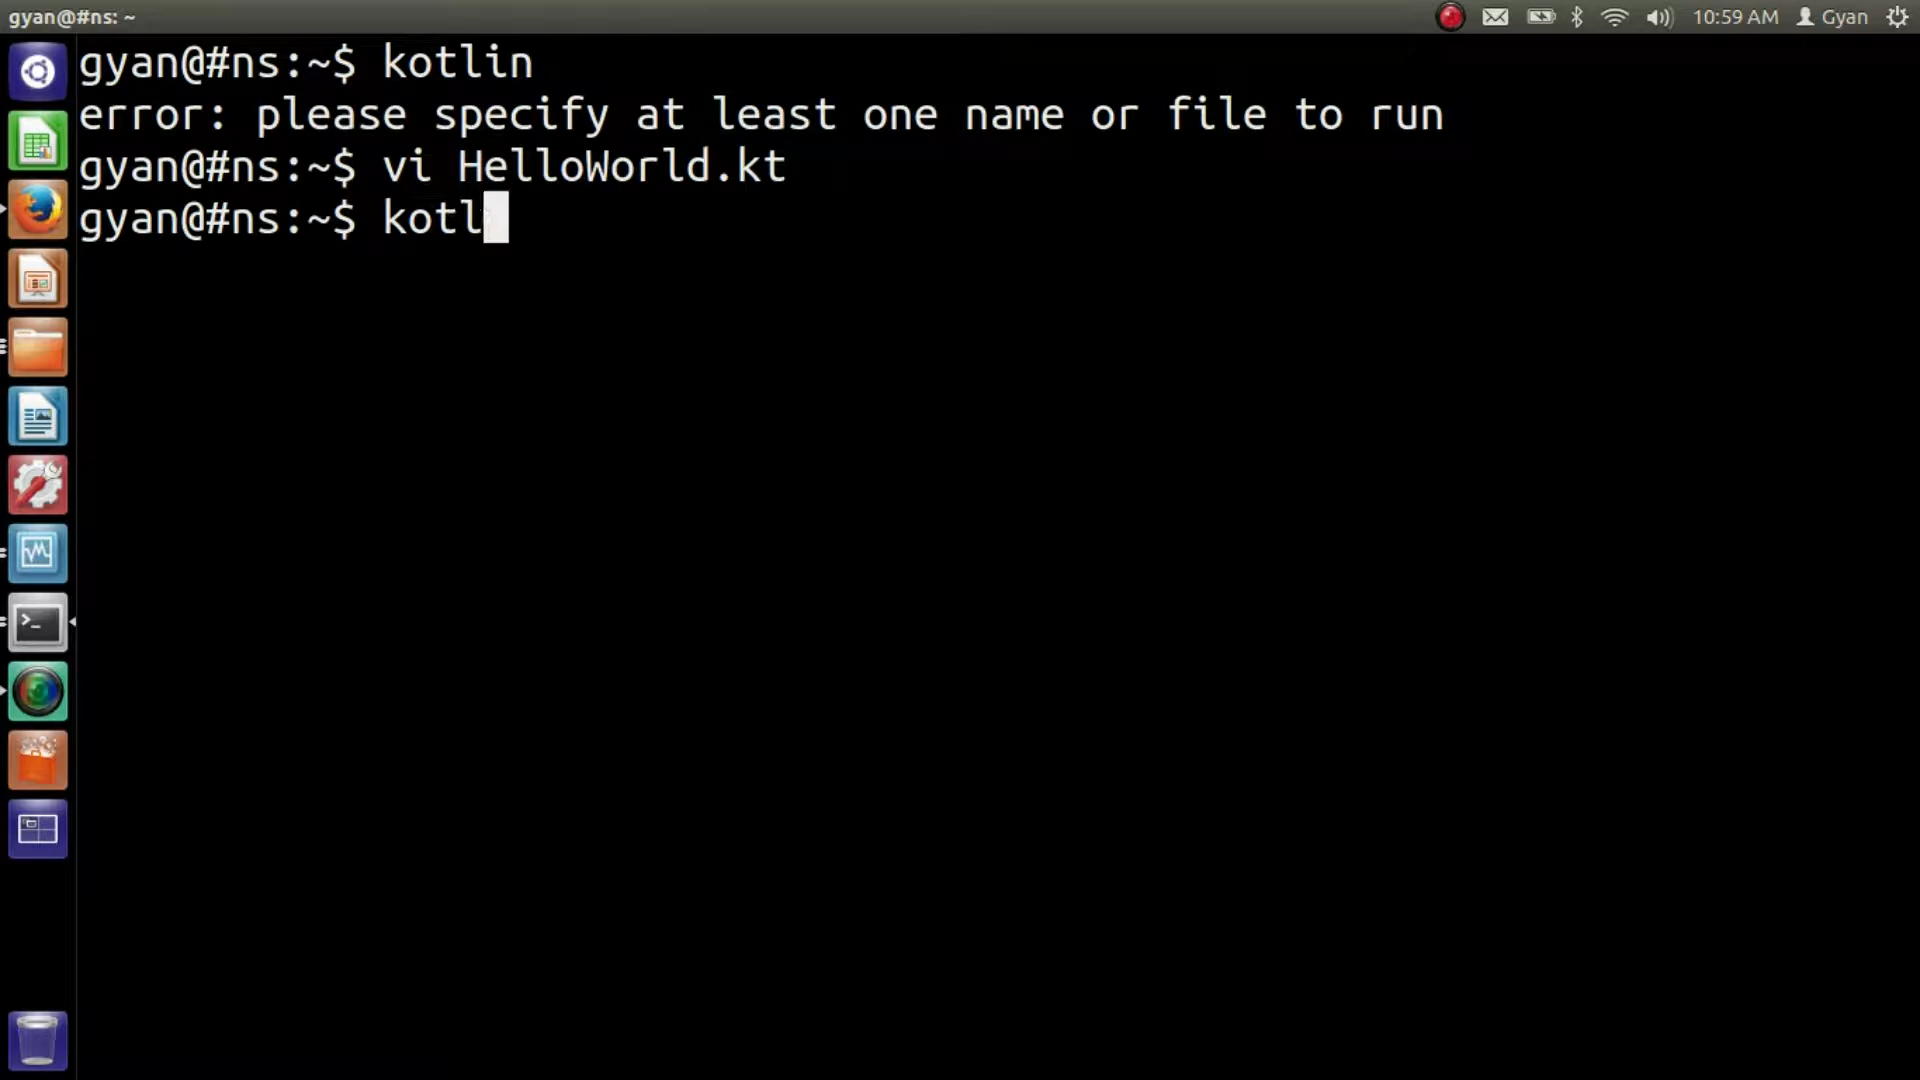 gyan@#ns: ~
10:59 AM
Gyan
gyan@#ns:~$ kotlin
error: please specify at least one name or file to run
gyan@#ns:~$ vi HelloWorld.kt
gyan@#ns:~$ kotl